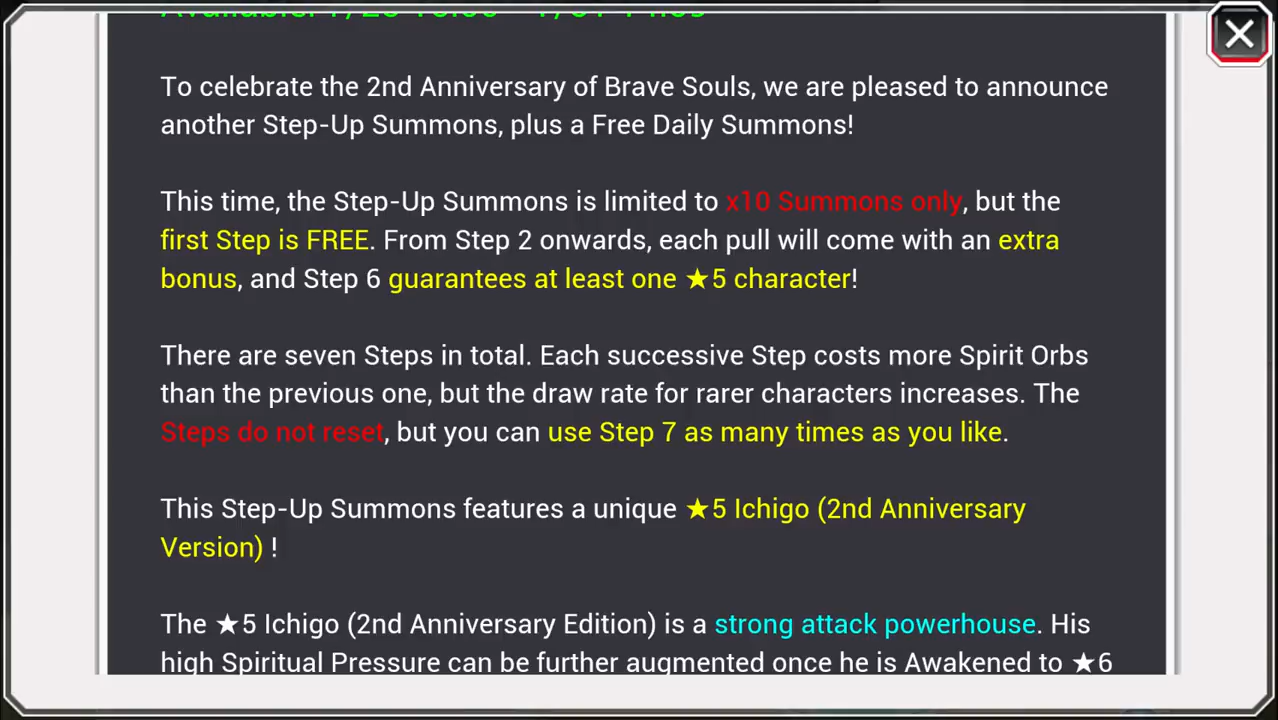 To celebrate the 2nd Anniversary of Brave Souls, we are pleased to announce
another Step-Up Summons, plus a Free Daily Summons!
This time, the Step-Up Summons is limited to x10 Summons only, but the
first Step is FREE. From Step 2 onwards, each pull will come with an extra
bonus, and Step 6 guarantees at least one ★5 character!
There are seven Steps in total. Each successive Step costs more Spirit Orbs
than the previous one, but the draw rate for rarer characters increases. The
Steps do not reset, but you can use Step 7 as many times as you like.
This Step-Up Summons features a unique ★5 Ichigo (2nd Anniversary
Version) !
The ★5 Ichigo (2nd Anniversary Edition) is a strong attack powerhouse. His
high Spiritual Pressure can be further augmented once he is Awakened to ★6